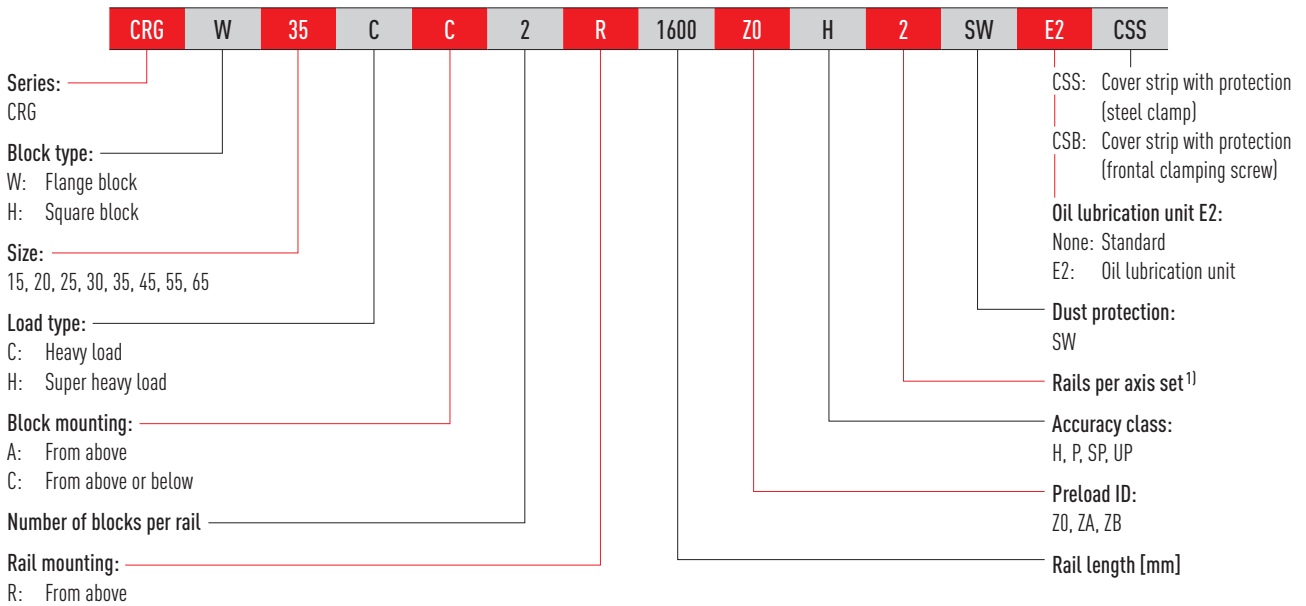 CRG W 35 C C 2 R 1600 Z0 H 2 SW E2 CSS
Series:
CRG
Block type:
W: Flange block
H: Square block
Size:
15, 20, 25, 30, 35, 45, 55, 65
Load type:
C: Heavy load
H: Super heavy load
Block mounting:
A: From above
C: From above or below
Number of blocks per rail
Rail mounting:
R: From above
CSS: Cover strip with protection
(steel clamp)
CSB: Cover strip with protection
(frontal clamping screw)
Oil lubrication unit E2:
None: Standard
E2: Oil lubrication unit
Dust protection:
SW
Rails per axis set 1)
Accuracy class:
H, P, SP, UP
Preload ID:
Z0, ZA, ZB
Rail length [mm]